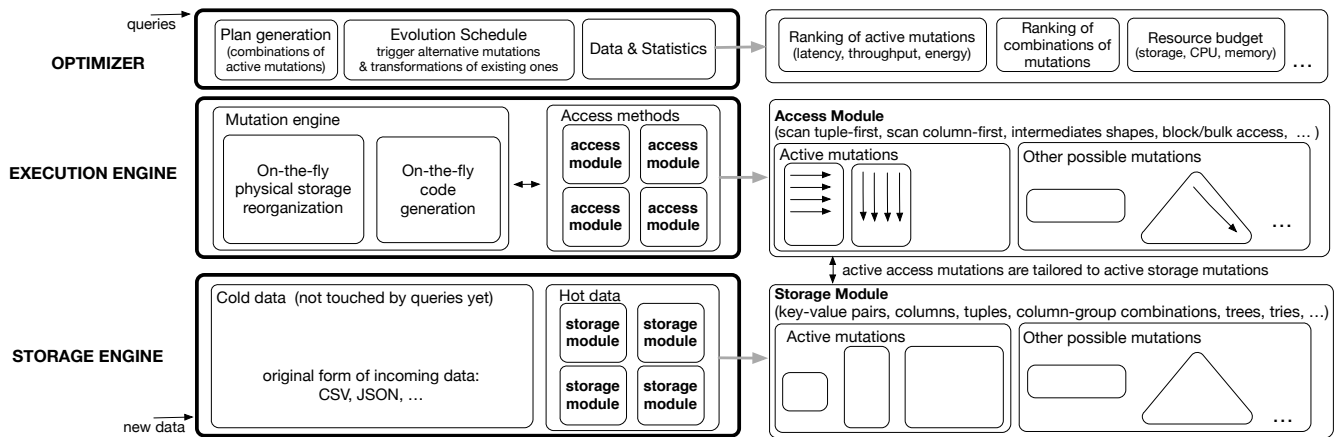 queries
OPTIMIZER
Plan generation
(combinations of
active mutations)
Evolution Schedule
trigger alternative mutations
& transformations of existing ones
Data & Statistics
Ranking of active mutations
(latency, throughput, energy)
Ranking of
combinations of
mutations
Resource budget
(storage, CPU, memory)
...
EXECUTION ENGINE
Mutation engine
On-the-fly
physical storage
reorganization
On-the-fly
code
generation
Access methods
access
module
access
module
access
module
access
module
Access Module
(scan tuple-first, scan column-first, intermediates shapes, block/bulk access, … )
Active mutations
Other possible mutations
...
active access mutations are tailored to active storage mutations
STORAGE ENGINE
new data
Cold data (not touched by queries yet)
original form of incoming data:
CSV, JSON, …
Hot data
storage
module
storage
module
storage
module
storage
module
Storage Module
(key-value pairs, columns, tuples, column-group combinations, trees, tries, …)
Active mutations
Other possible mutations
...